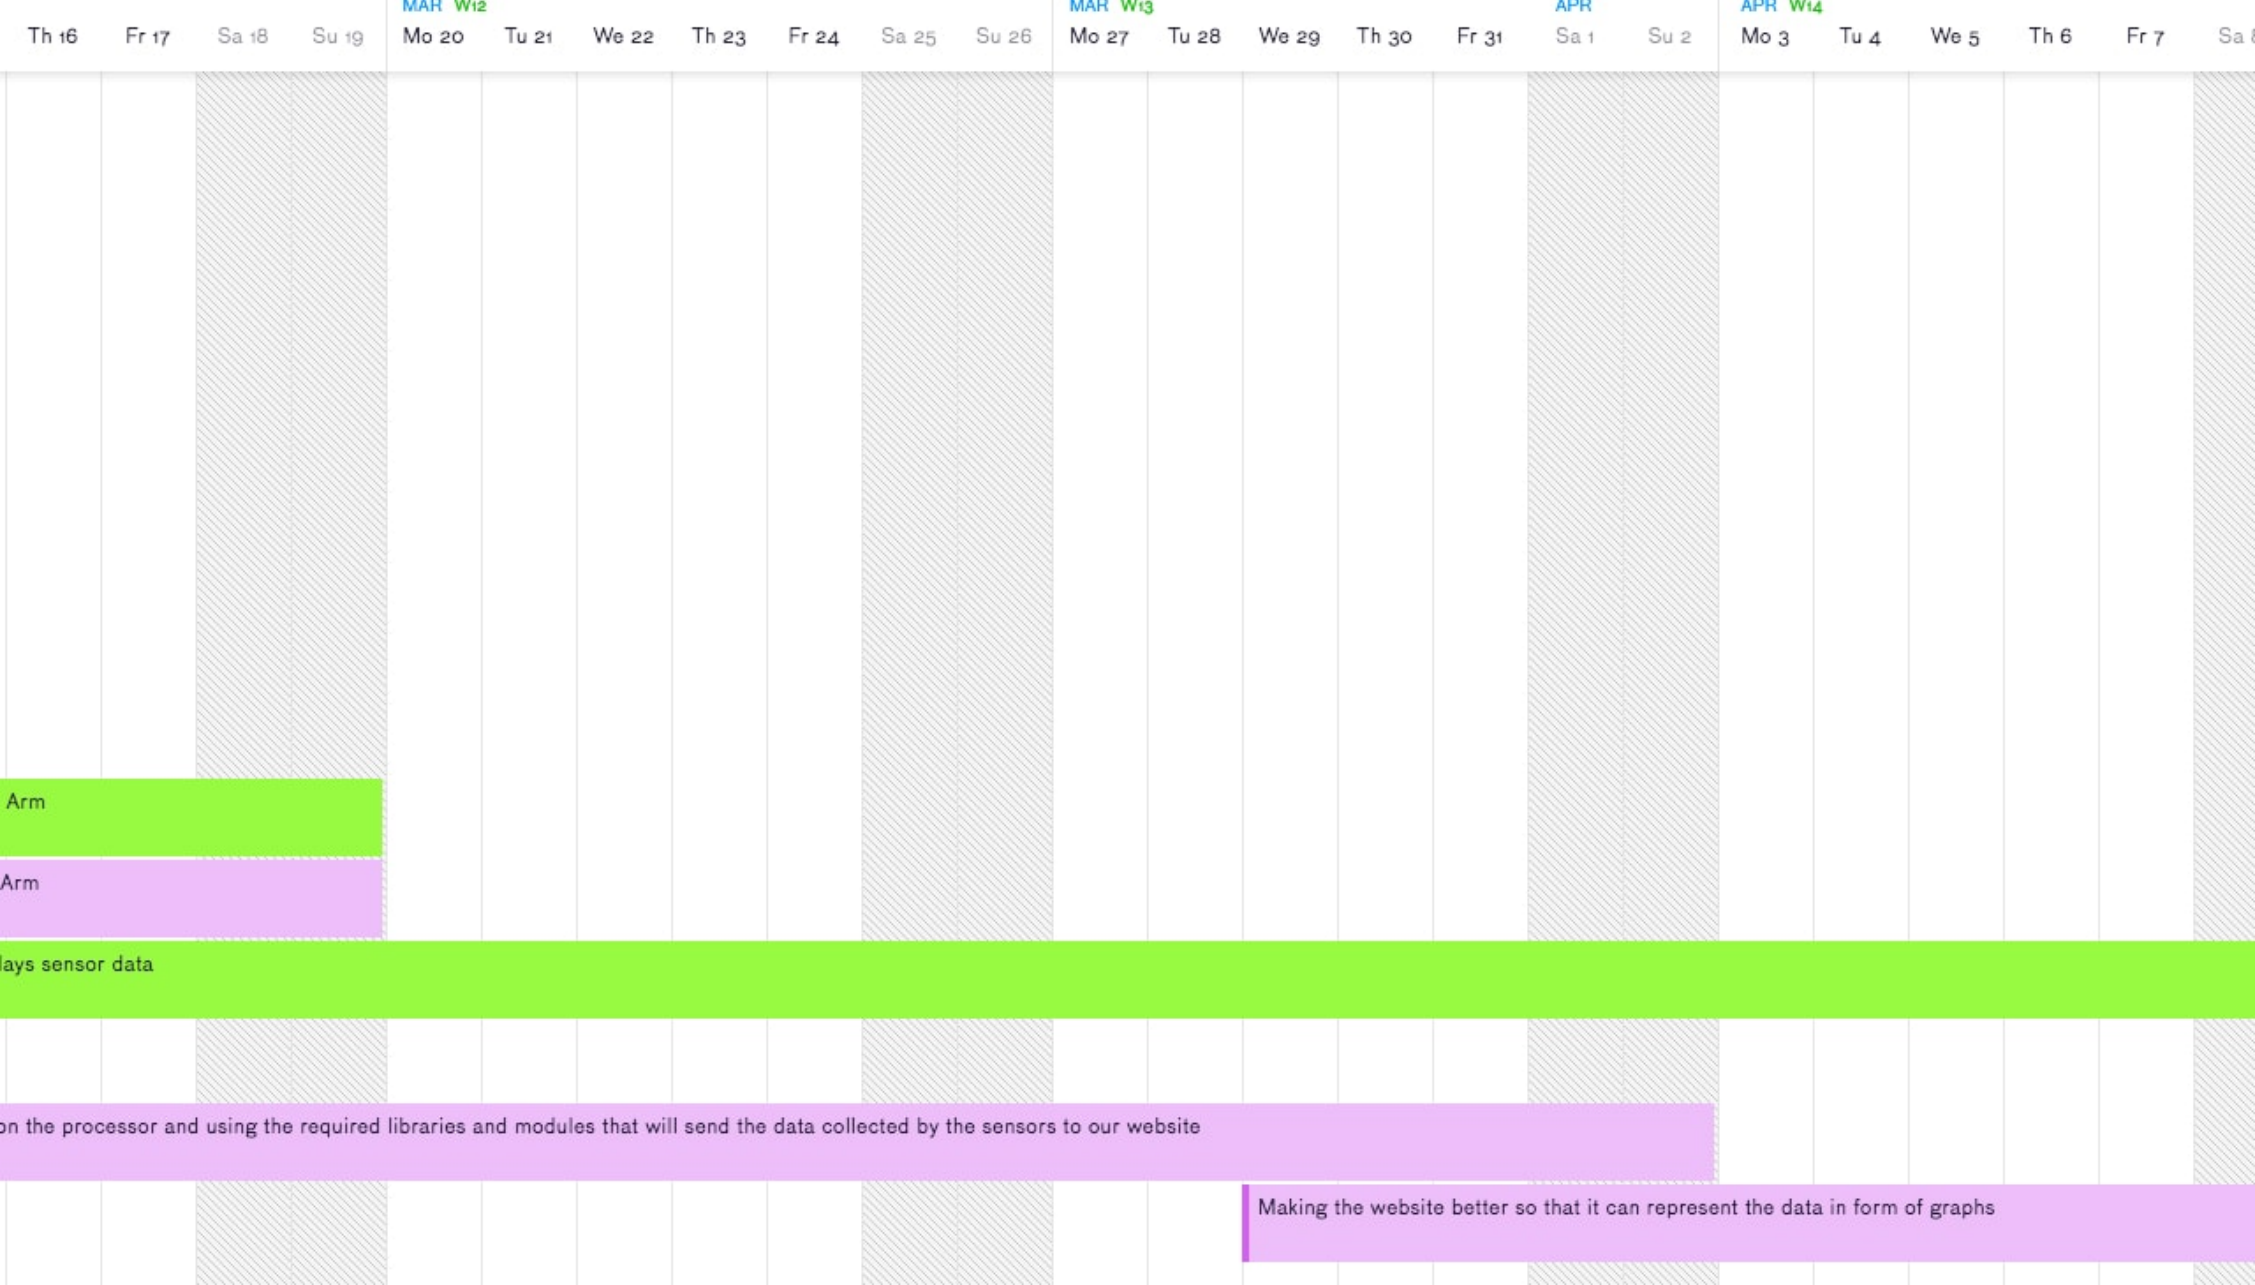 MAR W12 MAR W13 APR APR W14
Th 16 Fr 17 Sa 18 Su 19 Mo 20 Tu 21 We 22 Th 23 Fr 24 Sa 25 Su 26 Mo 27 Tu 28 We 29 Th 30 Fr 31 Sa 1 Su 2 Mo 3 Tu 4 We 5 Th 6 Fr 7 Sa
Arm
Arm
lays sensor data
on the processor and using the required libraries and modules that will send the data collected by the sensors to our website
Making the website better so that it can represent the data in form of graphs